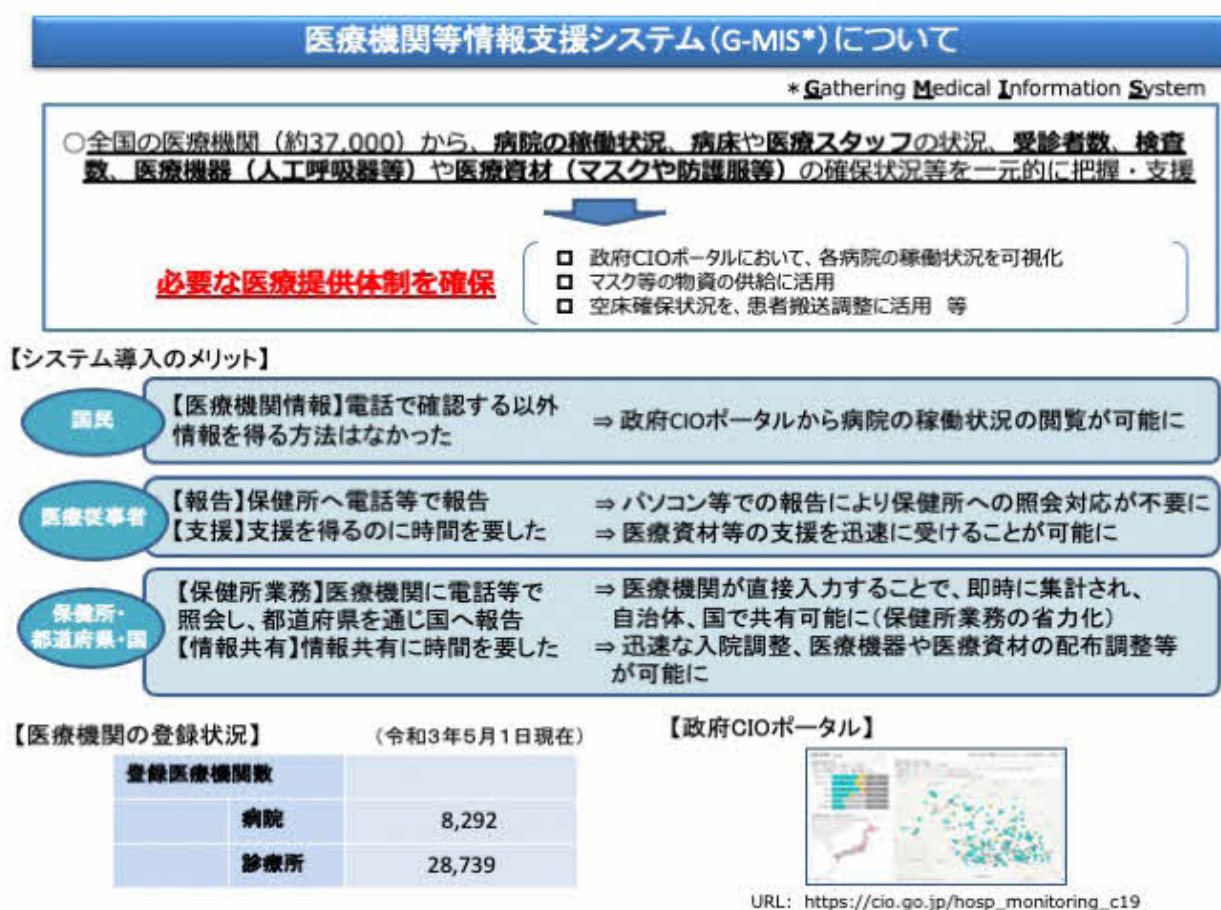 医療機関等情報支援システム(G-MIS*)について
*Gathering Medical Information System
○全国の医療機関(約37,000)から、病院の稼働状況、病床や医療スタッフの状況、受診者数、検査
数、医療機器(人工呼吸器等)や医療資材(マスクや防護服等)の確保状況等を一元的に把握・支援
必要な医療提供体制を確保
政府CIOポータルにおいて、各病院の稼働状況を可視化
マスク等の物資の供給に活用
空床確保状況を、患者搬送調整に活用 等
【システム導入のメリット】
国民
【医療機関情報】電話で確認する以外
情報を得る方法はなかった
⇒ 政府CIOポータルから病院の稼働状況の閲覧が可能に
医療従事者
【報告】保健所へ電話等で報告
【支援】支援を得るのに時間を要した
⇒ パソコン等での報告により保健所への照会対応が不要に
⇒ 医療資材等の支援を迅速に受けることが可能に
保健所・
都道府県・国
【保健所業務】医療機関に電話等で
照会し、都道府県を通じ国へ報告
【情報共有】情報共有に時間を要した
⇒ 医療機関が直接入力することで、即時に集計され、
自治体、国で共有可能に(保健所業務の省力化)
⇒ 迅速な入院調整、医療機器や医療資材の配布調整等
が可能に
【医療機関の登録状況】 (令和3年5月1日現在)
登録医療機関数
病院 8,292
診療所 28,739
【政府CIOポータル】
URL: https://cio.go.jp/hosp_monitoring_c19